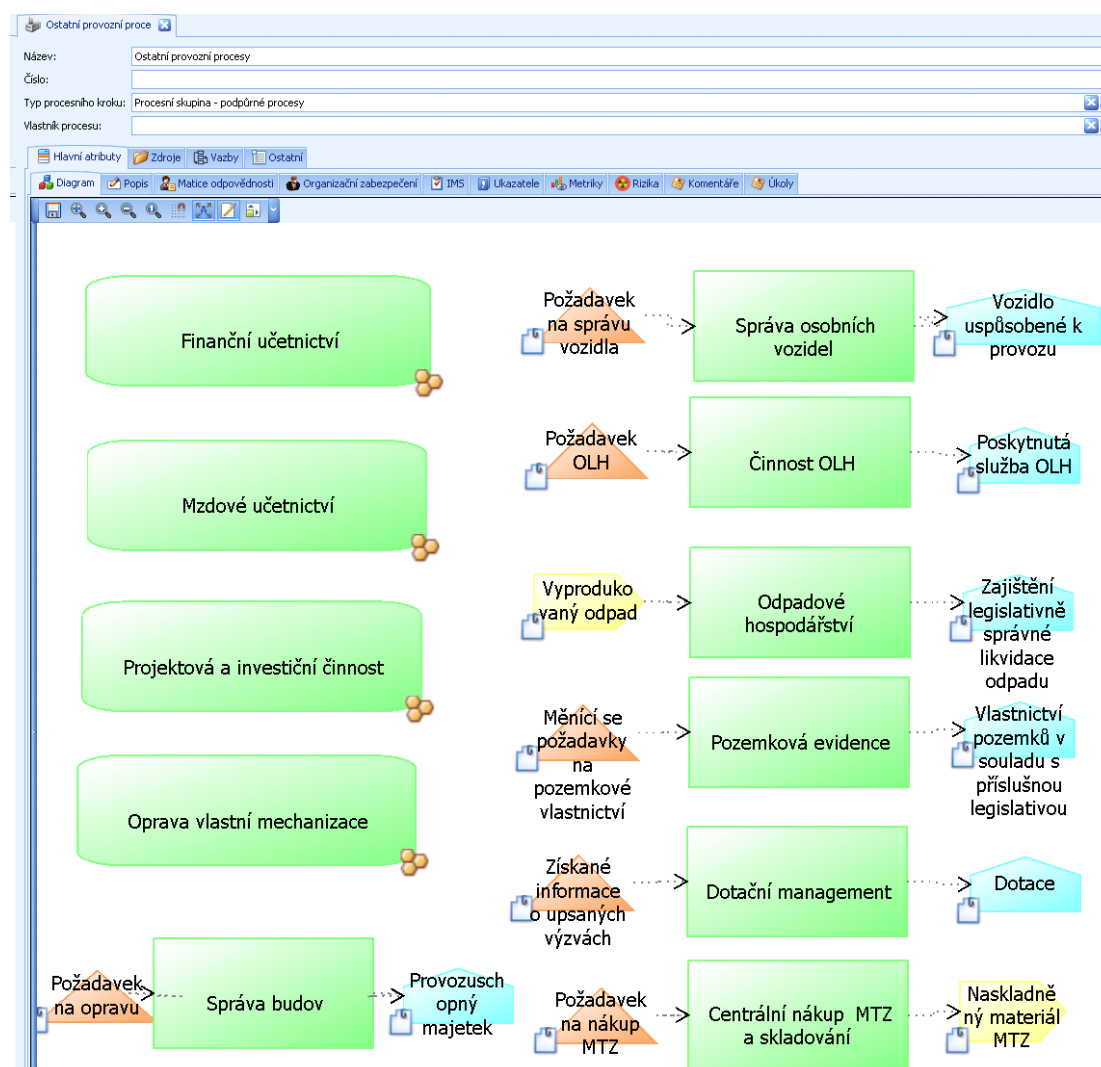 Ostatní provozní proce
Název:
Ostatní provozní procesy
Číslo:
Typ procesního kroku:
Procesní skupina - podpůrné procesy
Vlastník procesu:
Hlavní atributy
Zdroje
Vazby
Ostatní
Diagram
Popis
Matice odpovědnosti
Organizační zabezpečení
IMS
Ukazatele
Metriky
Rizika
Komentáře
Úkoly
Finanční učetnictví
Mzdové učetnictví
Projektová a investiční činnost
Oprava vlastní mechanizace
Požadavek
na opravu
Správa budov
Provozusch
opný
majetek
Požadavek
na správu
vozidla
Správa osobních
vozidel
Vozidlo
uspůsobené k
provozu
Požadavek
OLH
Činnost OLH
Poskytnutá
služba OLH
Vyproduko
vaný odpad
Odpadové
hospodářství
Zajištění
legislativně
správné
likvidace
odpadu
Měnící se
požadavky
na
pozemkové
vlastnictví
Pozemková evidence
Vlastnictví
pozemků v
souladu s
příslušnou
legislativou
Získané
informace
o upsaných
výzvách
Dotační management
Dotace
Požadavek
na nákup
MTZ
Centrální nákup MTZ
a skladování
Naskladně
ný materiál
MTZ